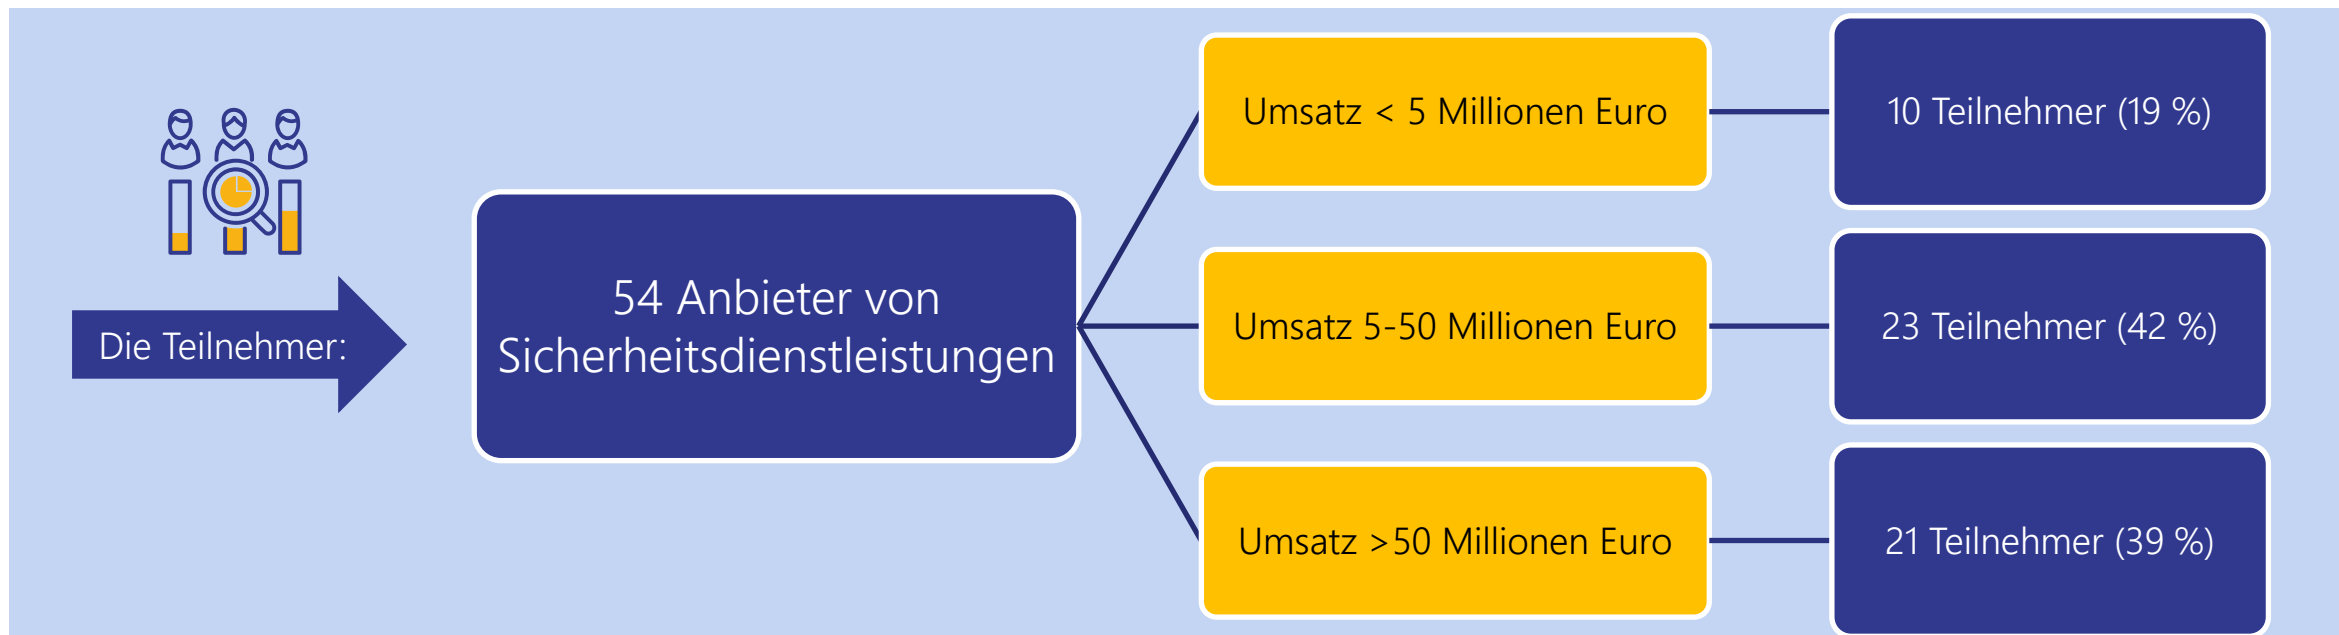 Die Teilnehmer:
54 Anbieter von
Sicherheitsdienstleistungen
Umsatz < 5 Millionen Euro
10 Teilnehmer (19 %)
Umsatz 5-50 Millionen Euro
23 Teilnehmer (42 %)
Umsatz >50 Millionen Euro
21 Teilnehmer (39 %)